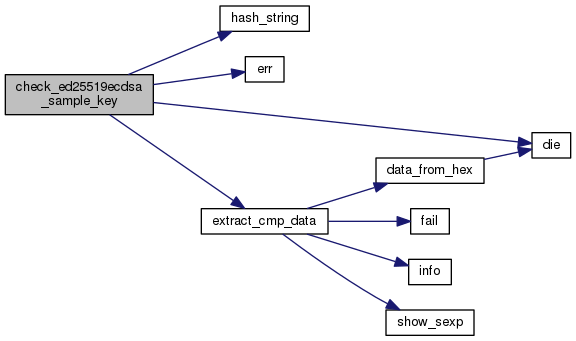 hash_string
err
check_ed25519ecdsa
_sample_key
die
data_from_hex
extract_cmp_data
fail
info
show_sexp